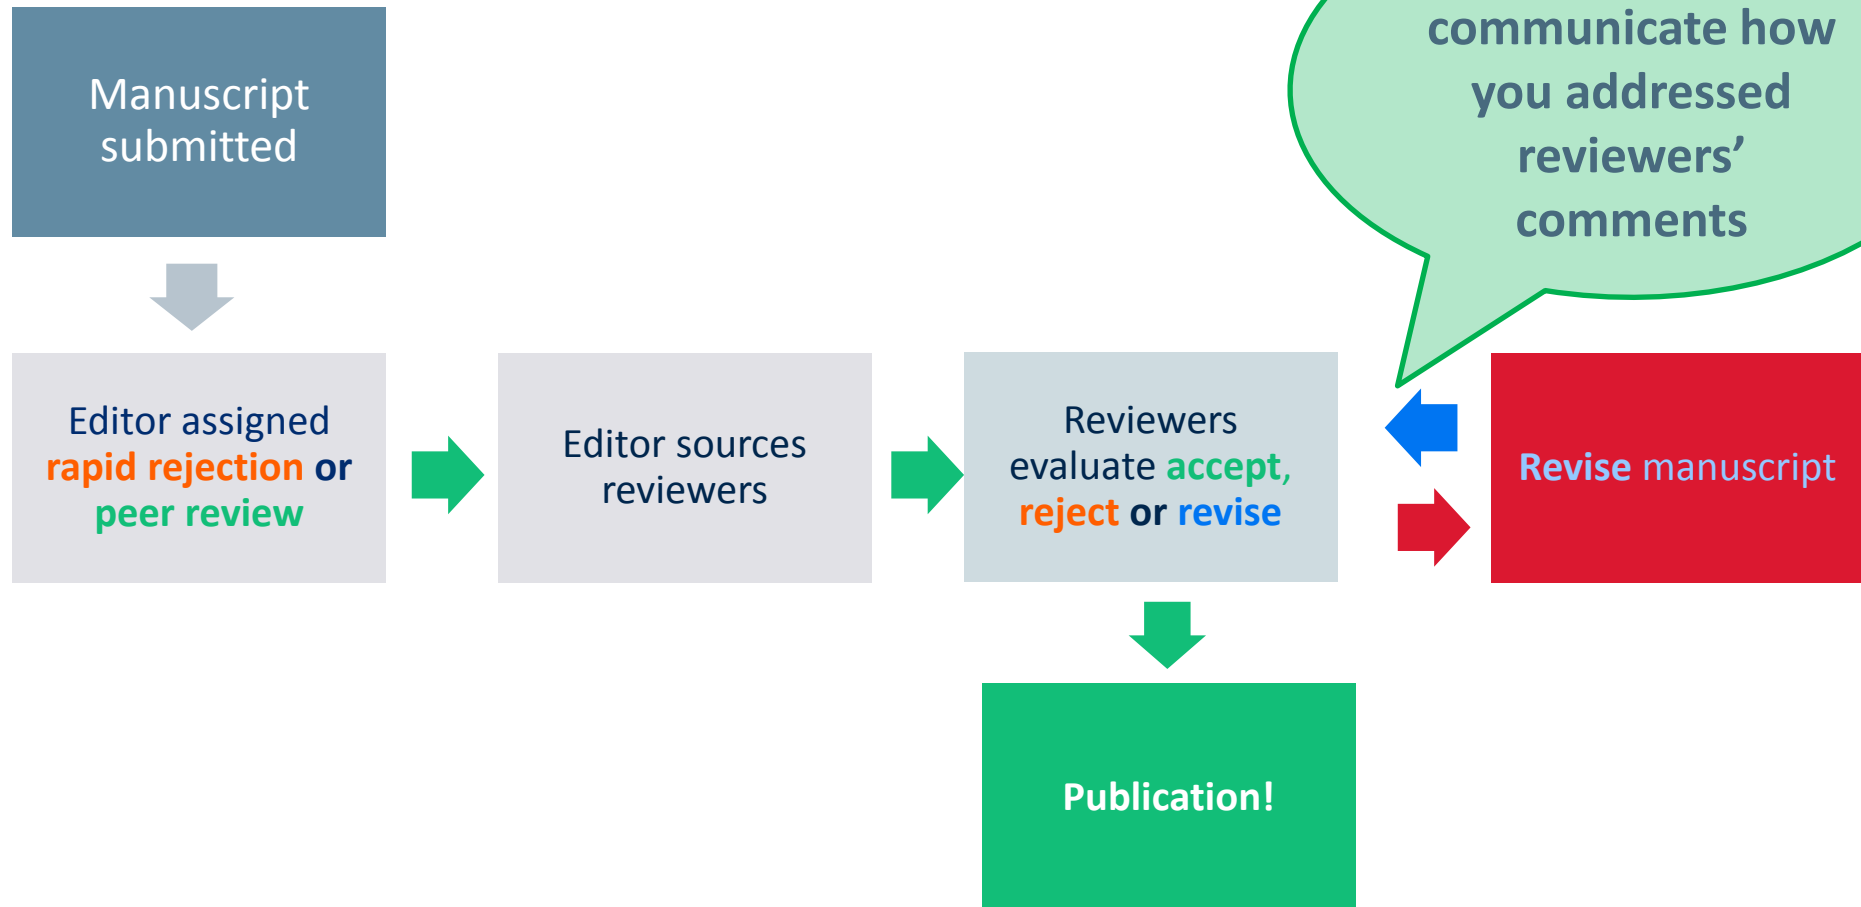 communicate how
you addressed
reviewers’
comments
Manuscript
submitted
Editor assigned
rapid rejection or
peer review
Editor sources
reviewers
Reviewers
evaluate accept,
reject or revise
Revise manuscript
Publication!